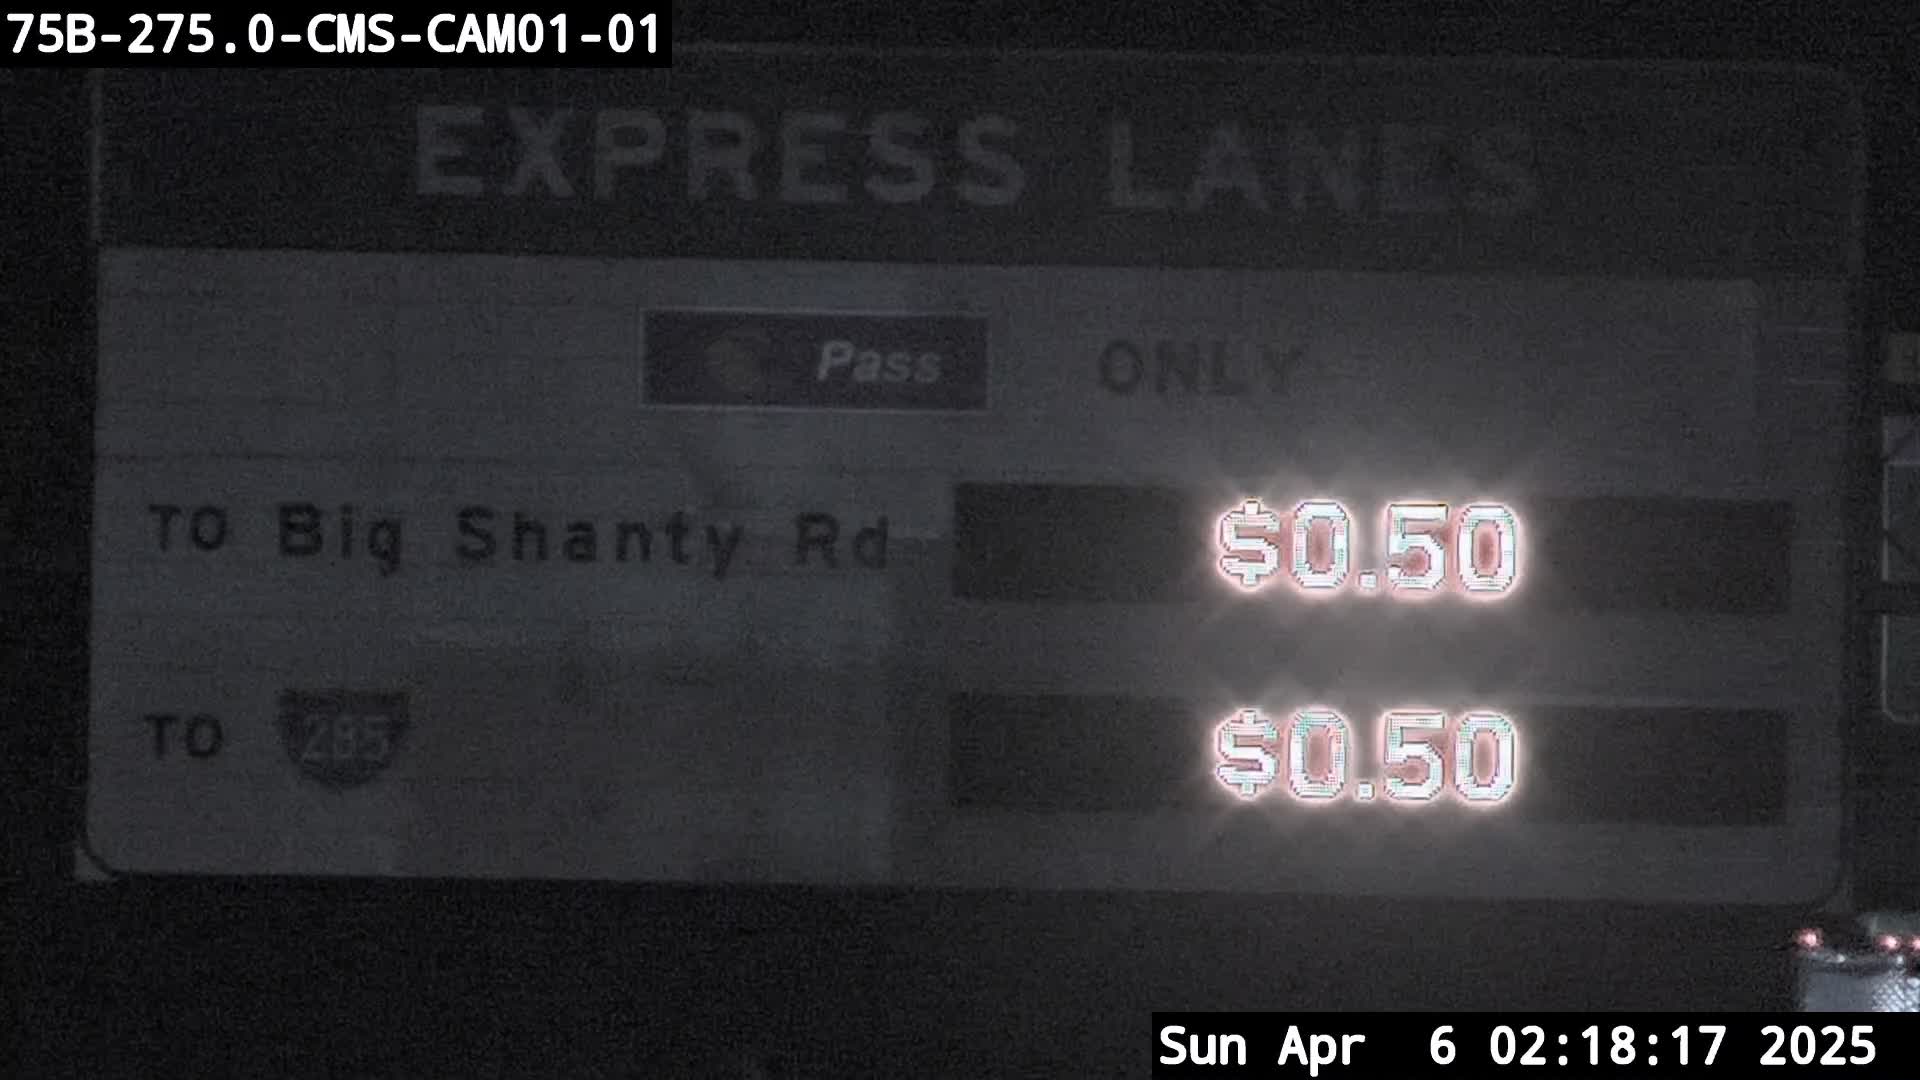 75B-275.0-CMS-CAM01-01
EXPRESS LANES
Pass ONLY
TO Big Shanty Rd $0.50
TO 285 $0.50
Sun Apr 6 02:18:17 2025